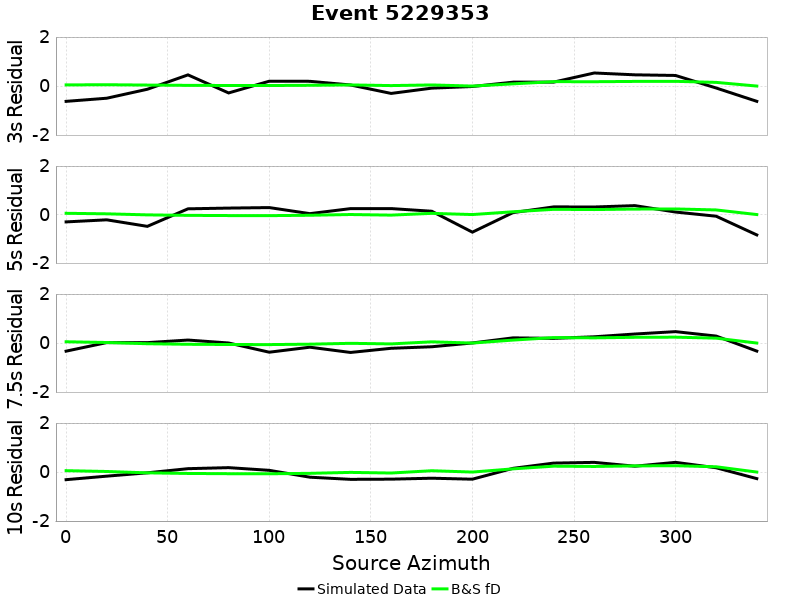 Event 5229353
3s Residual
2
0
-2
5s Residual
2
0
-2
7.5s Residual
2
0
-2
10s Residual
2
0
-2
0 50 100 150 200 250 300
Source Azimuth
Simulated Data B&S fD